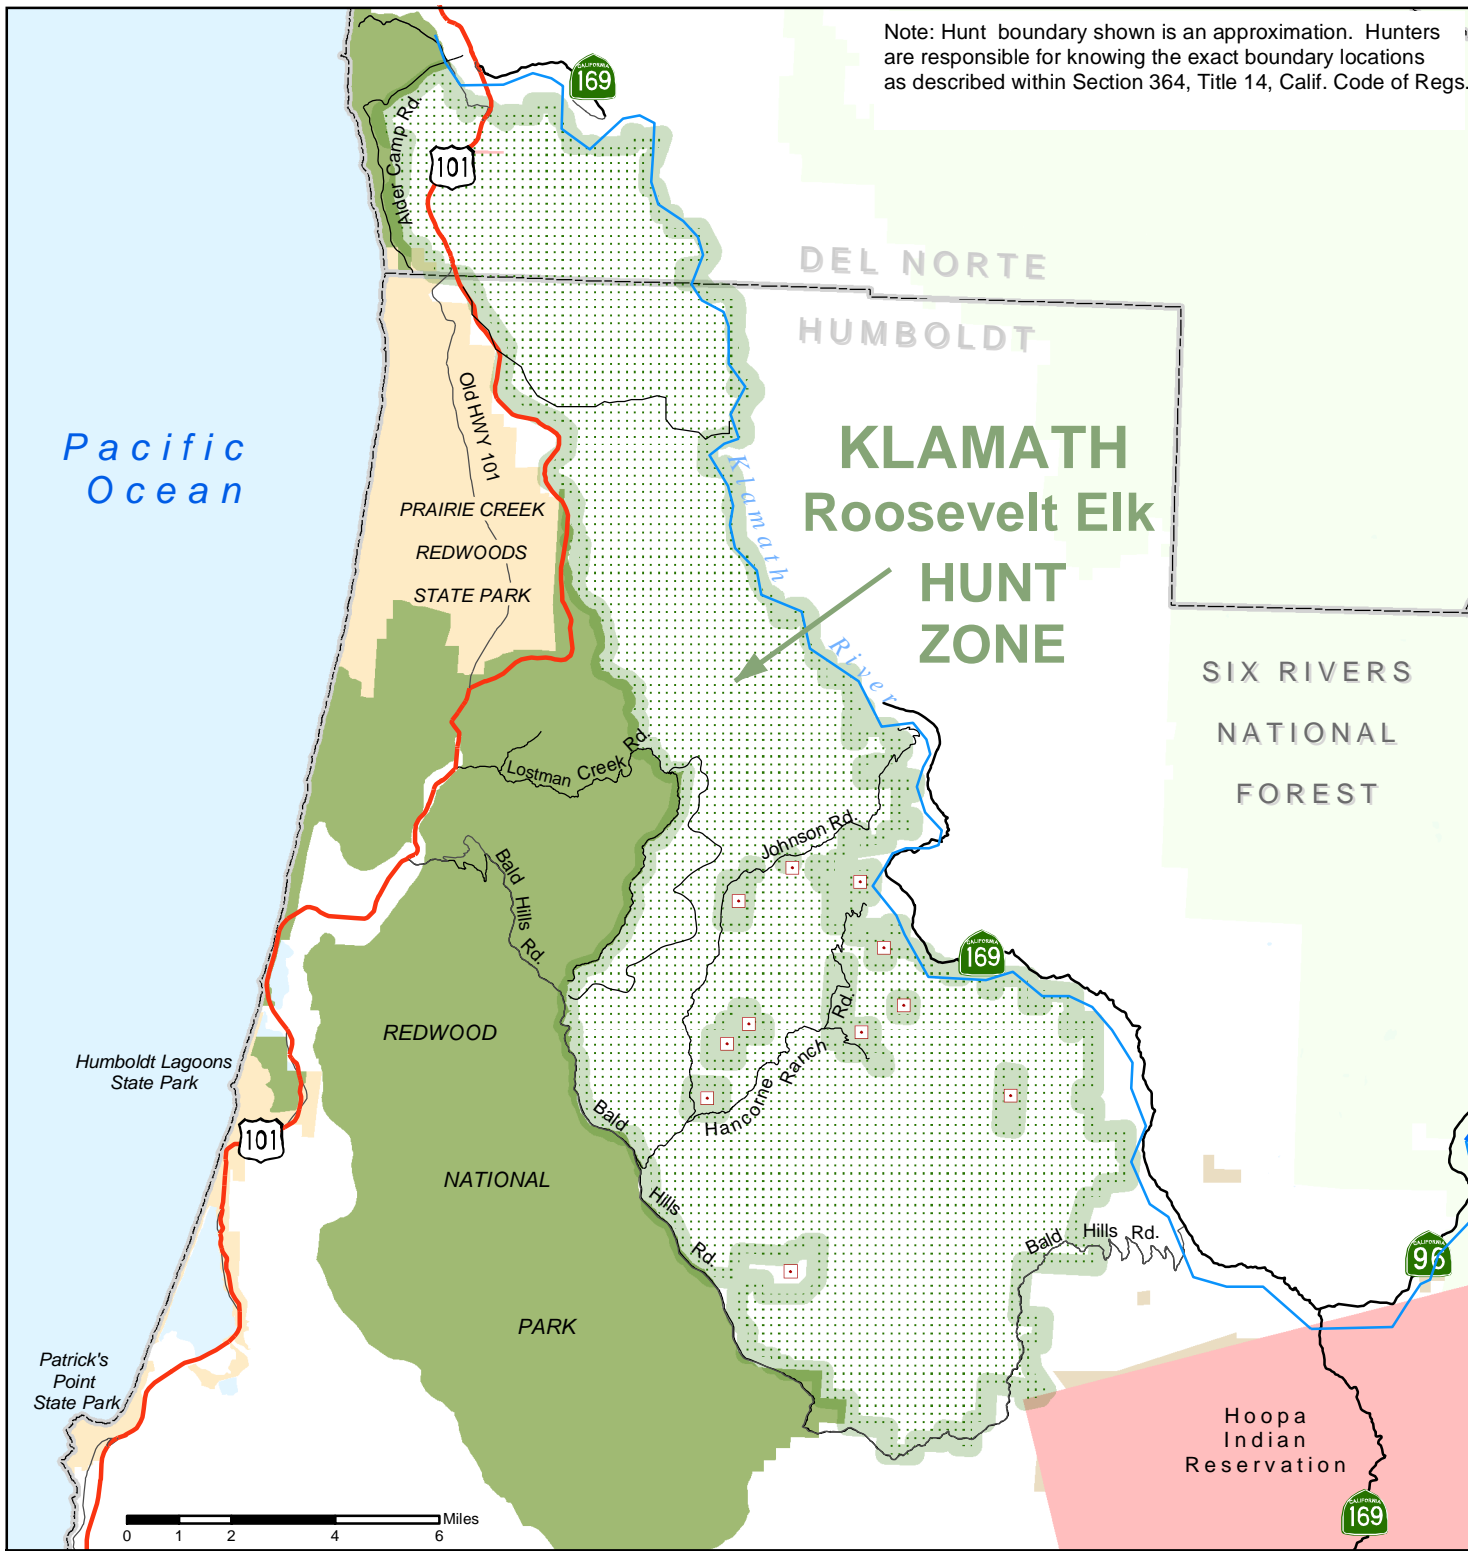 Note: Hunt boundary shown is an approximation. Hunters
are responsible for knowing the exact boundary locations
as described within Section 364, Title 14, Calif. Code of Regs.
CALIFORNIA
169
Alder Camp Rd.
101
DEL NORTE
HUMBOLDT
Old HWY 101
Pacific
Ocean
KLAMATH
Roosevelt Elk
HUNT
ZONE
Klamath
River
PRAIRIE CREEK
REDWOODS
STATE PARK
SIX RIVERS
NATIONAL
FOREST
Lostman Creek Rd.
Johnson Rd.
Bald Hills Rd.
CALIFORNIA
169
REDWOOD
NATIONAL
PARK
Hancorne Ranch Rd.
Humboldt Lagoons
State Park
101
Bald Hills Rd.
Bald Hills Rd.
CALIFORNIA
96
Patrick's
Point
State Park
Hoopa
Indian
Reservation
CALIFORNIA
169
Miles
0 1 2 4 6